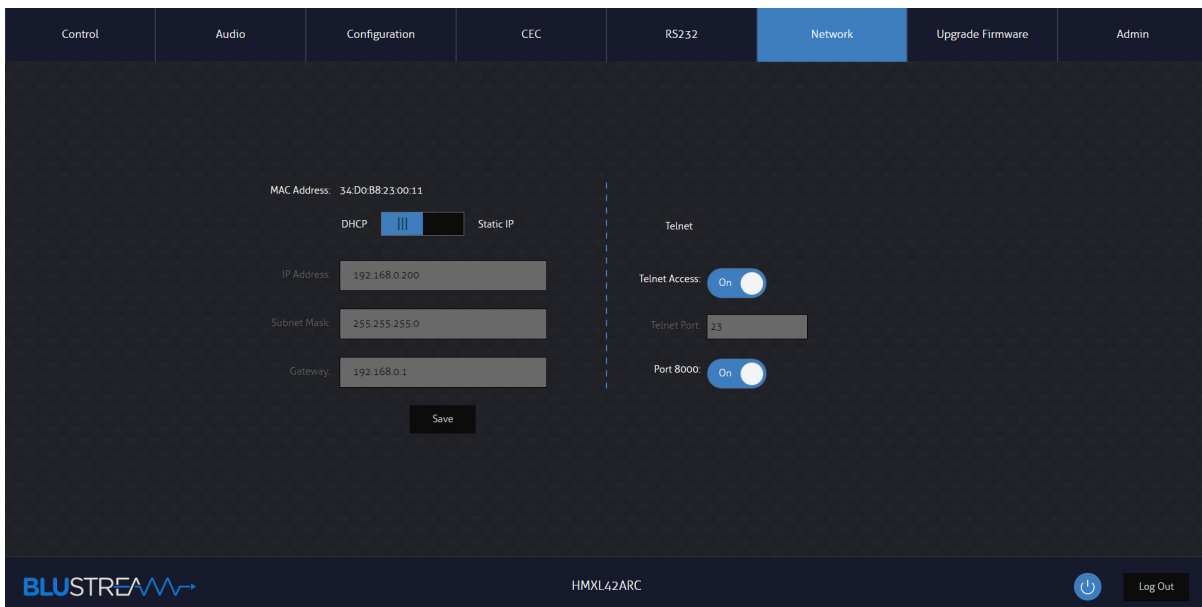 Control Audio Configuration CEC RS232 Network Upgrade Firmware Admin
MAC Address: 34:D0:B8:23:00:11
DHCP Static IP
IP Address: 192.168.0.200
Subnet Mask: 255.255.255.0
Gateway: 192.168.0.1
Save
Telnet
Telnet Access: On
Telnet Port: 23
Port 8000: On
BLUSTREAM HMXL42ARC Log Out